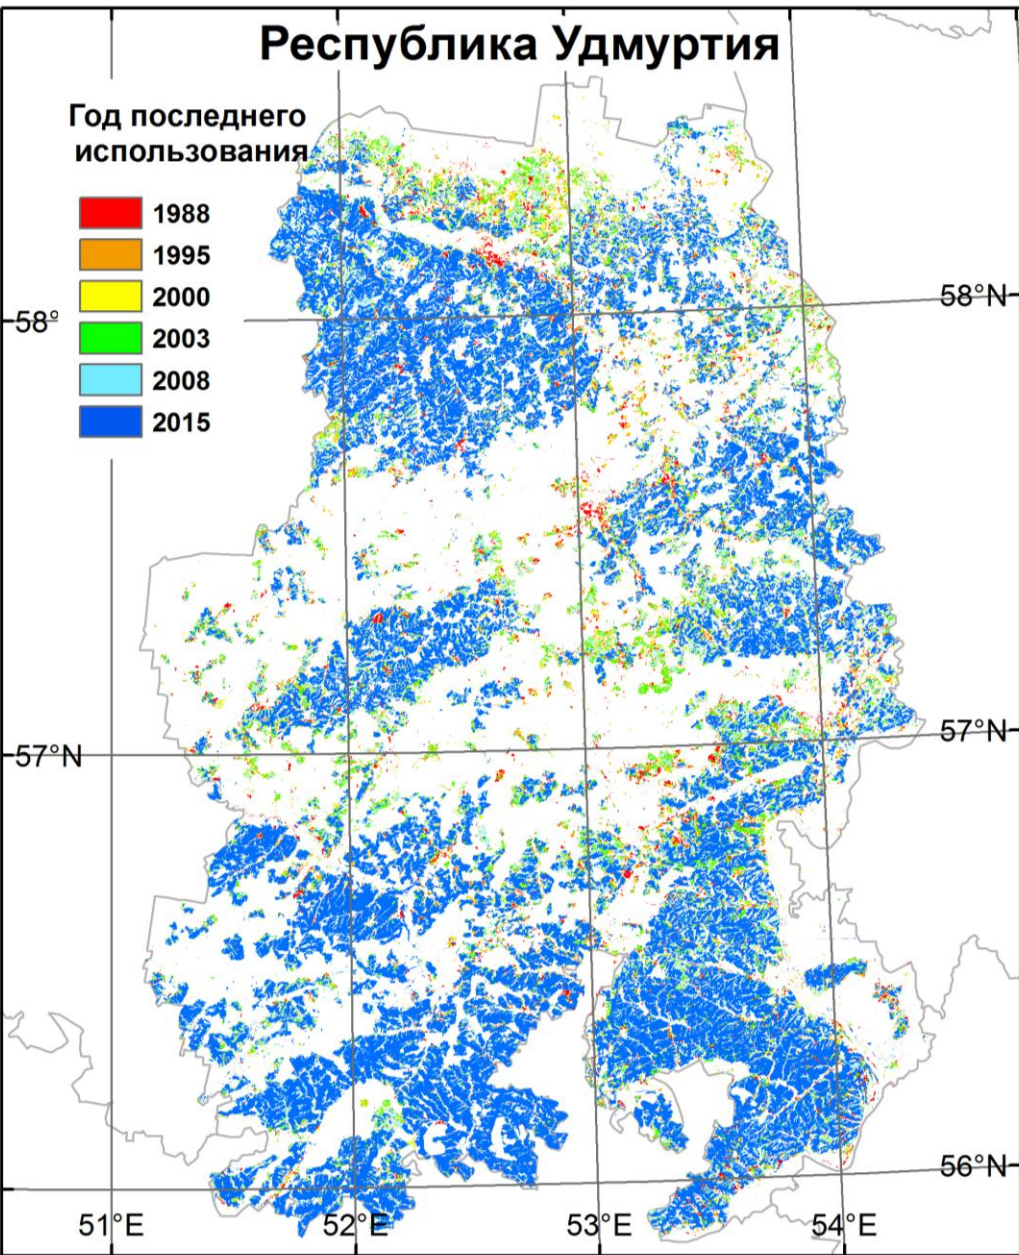 Республика Удмуртия
Год последнего
использования
1988
1995
2000
2003
2008
2015
58°
58°N
57°N
57°N
56°N
51°E
52°E
53°E
54°E